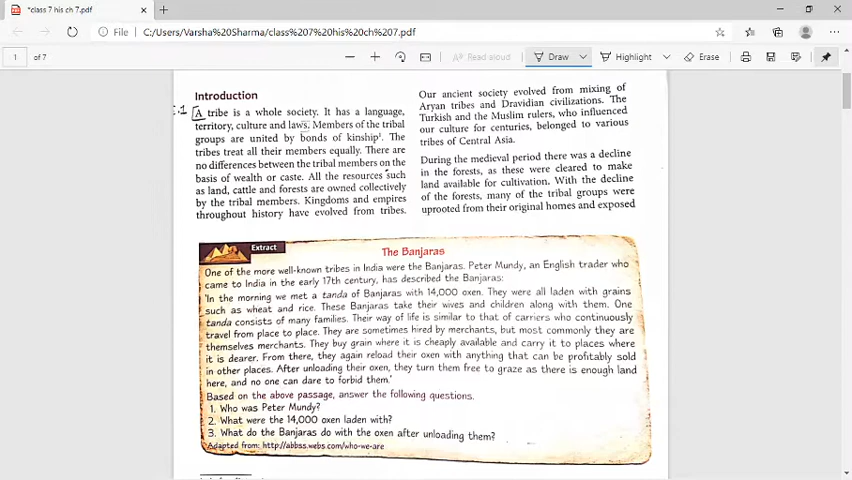 *class 7 his ch 7.pdf
File
C:/Users/Varsha%20Sharma/class%207%20his%20ch%207.pdf
1 of 7
Read aloud
Draw
Highlight
Erase
Introduction
A tribe is a whole society. It has a language,
territory, culture and laws. Members of the tribal
groups are united by bonds of kinship¹. The
tribes treat all their members equally. There are
no differences between the tribal members on the
basis of wealth or caste. All the resources such
as land, cattle and forests are owned collectively
by the tribal members. Kingdoms and empires
throughout history have evolved from tribes.
Our ancient society evolved from mixing of
Aryan tribes and Dravidian civilizations. The
Turkish and the Muslim rulers, who influenced
our culture for centuries, belonged to various
tribes of Central Asia.
During the medieval period there was a decline
in the forests, as these were cleared to make
land available for cultivation. With the decline
of the forests, many of the tribal groups were
uprooted from their original homes and exposed
Extract
The Banjaras
One of the more well-known tribes in India were the Banjaras. Peter Mundy, an English trader who
came to India in the early 17th century, has described the Banjaras:
'In the morning we met a tanda of Banjaras with 14,000 oxen. They were all laden with grains
such as wheat and rice. These Banjaras take their wives and children along with them. One
tanda consists of many families. Their way of life is similar to that of carriers who continuously
travel from place to place. They are sometimes hired by merchants, but most commonly they are
themselves merchants. They buy grain where it is cheaply available and carry it to places where
it is dearer. From there, they again reload their oxen with anything that can be profitably sold
in other places. After unloading their oxen, they turn them free to graze as there is enough land
here, and no one can dare to forbid them.'
Based on the above passage, answer the following questions.
1. Who was Peter Mundy?
2. What were the 14,000 oxen laden with?
3. What do the Banjaras do with the oxen after unloading them?
Adapted from: http://abbss.webs.com/who-we-are